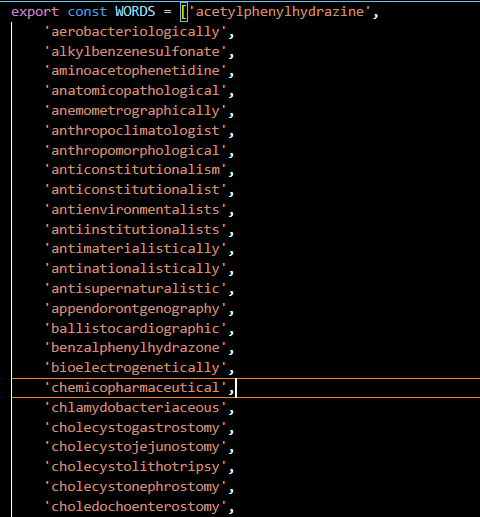 export const WORDS = ['acetylphenylhydrazine',
'aerobacteriologically',
'alkylbenzenesulfonate',
'aminoacetophenetidine',
'anatomicopathological',
'anemometrographically',
'anthropoclimatologist',
'anthropomorphological',
'anticonstitutionalism',
'anticonstitutionalist',
'antienvironmentalists',
'antiinstitutionalists',
'antimaterialistically',
'antinationalistically',
'antisupernaturalistic',
'appendorontgenography',
'ballistocardiographic',
'benzalphenylhydrazone',
'bioelectrogenetically',
'chemicopharmaceutical',
'chlamydobacteriaceous',
'cholecystogastrostomy',
'cholecystojejunostomy',
'cholecystolithotripsy',
'cholecystonephrostomy',
'choledochoenterostomy',